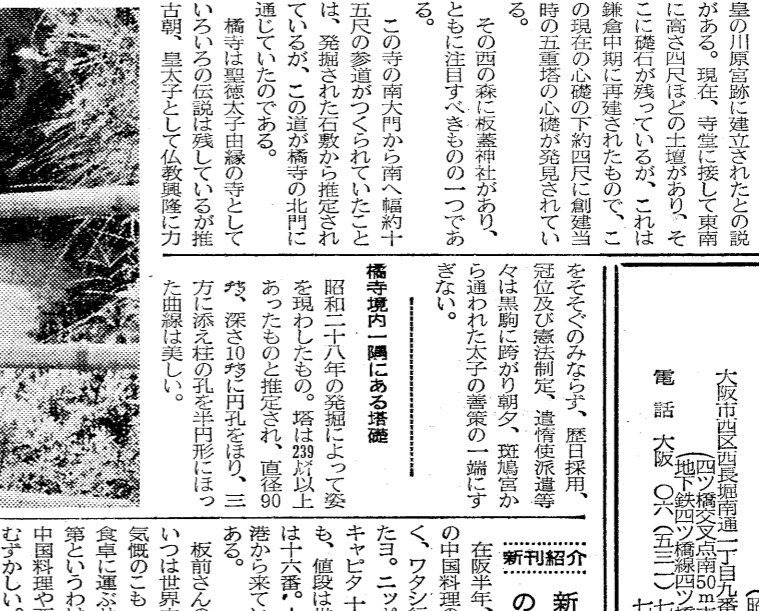 皇の川原宮跡に建立されたとの説
がある。現在、寺堂に接して東南
に高さ四尺ほどの土壇があり、そ
こに礎石が残っているが、これは
鎌倉中期に再建されたもので、こ
の現在の心礎の下約四尺に創建当
時の五重塔の心礎が発見されてい
る。
その西の森に板蓋神社があり、
ともに注目すべきものの一つであ
る。
この寺の南大門から南へ幅約十
五尺の参道がつくられていたこと
は、発掘された石敷から推定され
ているが、この道が橘寺の北門に
通じていたのである。
橘寺は聖徳太子由縁の寺として
いろいろの伝説は残しているが推
古朝、皇太子として仏教興隆に力
をそそぐのみならず、歴日採用、
冠位及び憲法制定、遣惰使派遣等
々は黒駒に跨がり朝夕、斑鳩宮か
ら通われた太子の善策の一端にす
ぎない。
橘寺境内一隅にある塔礎
昭和二十八年の発掘によって姿
を現わしたもの。塔は239㍍以上
あったものと推定され、直径90
㌢、深さ10㌢に円孔をほり、三
方に添え柱の孔を半円形にほっ
た曲線は美しい。
大阪市西区西長堀南通一丁目九番
(四ツ橋交叉点南50m
地下鉄四ツ橋線四ツ橋
電話 大阪 〇六(五三一)七
新刊紹介
新
の
在阪半年、
の中国料理の
く、ワタシ行
たヨ。ニッポ
キャピタ十
も、値段は
は十六番。
港から来て
ある。
板前さんの
いつは世界
気慨のこも
食卓に運ぶ
第というわけ
中国料理や
むずかしい。